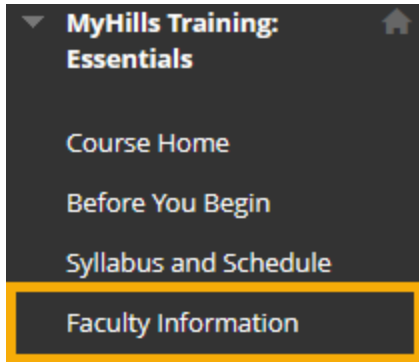 MyHills Training:
Essentials
Course Home
Before You Begin
Syllabus and Schedule
Faculty Information